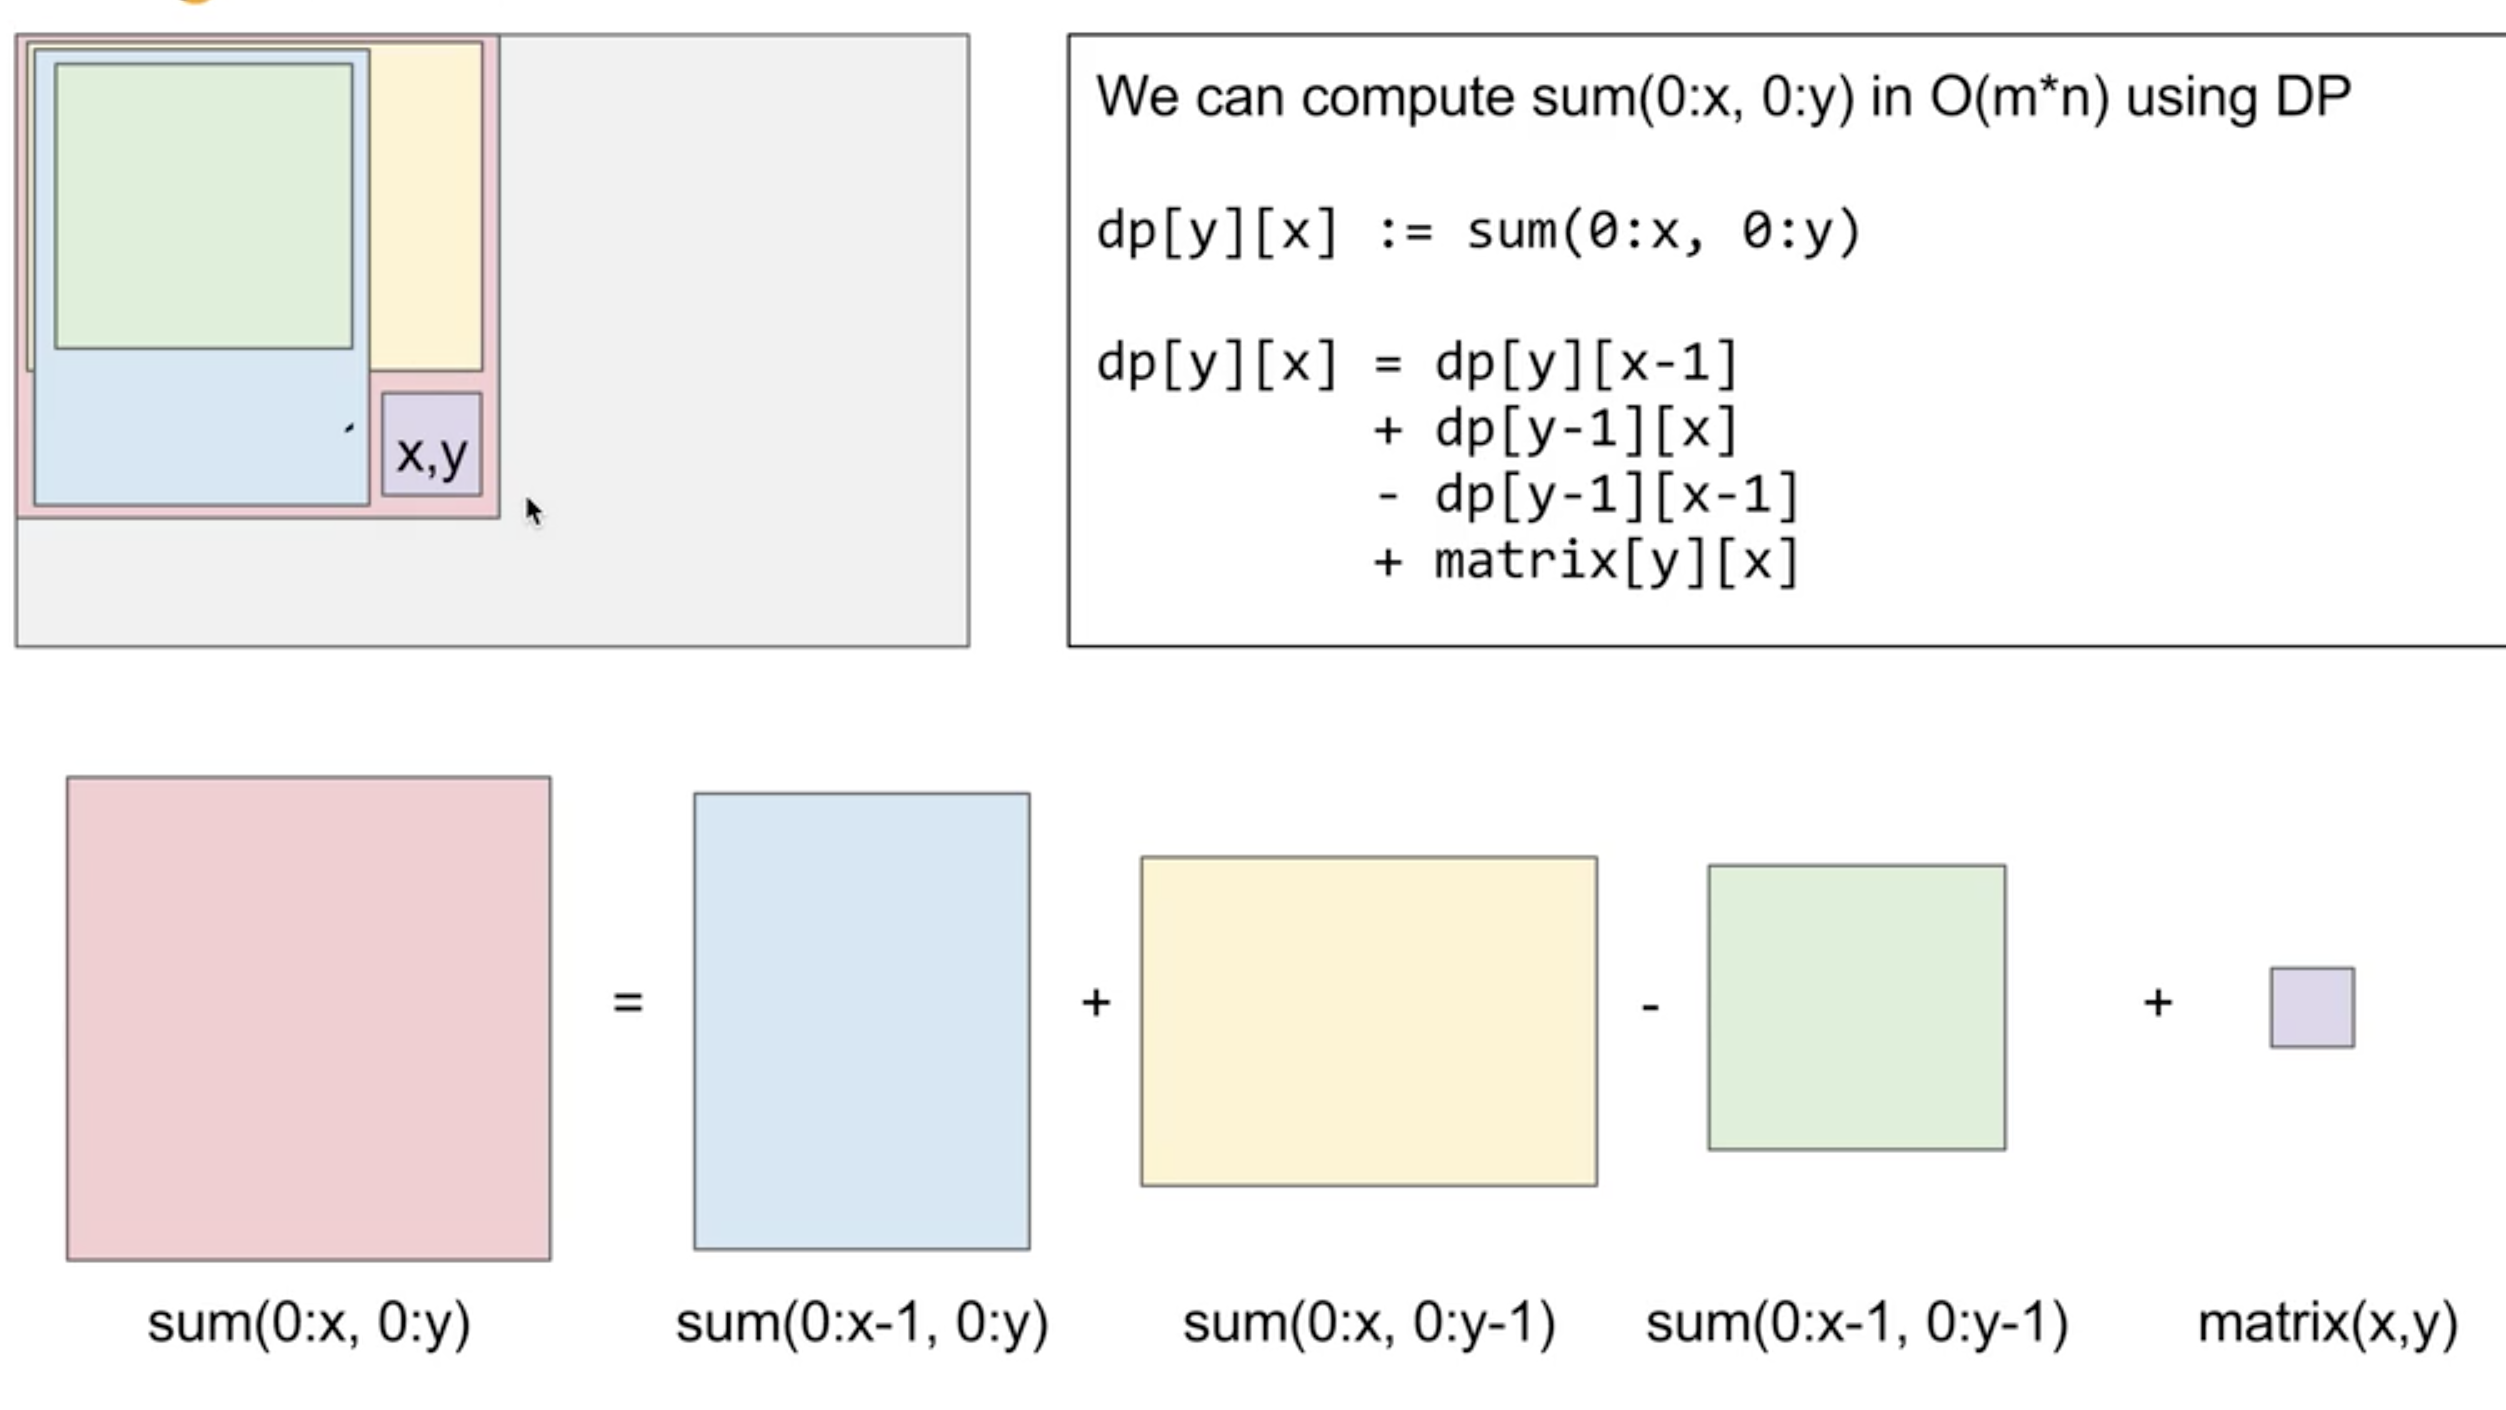 x,y
We can compute sum(0:x, 0:y) in O(m*n) using DP
dp[y][x] := sum(0:x, 0:y)
dp[y][x] = dp[y][x-1]
+ dp[y-1][x]
- dp[y-1][x-1]
+ matrix[y][x]
= + - +
sum(0:x, 0:y) sum(0:x-1, 0:y) sum(0:x, 0:y-1) sum(0:x-1, 0:y-1) matrix(x,y)